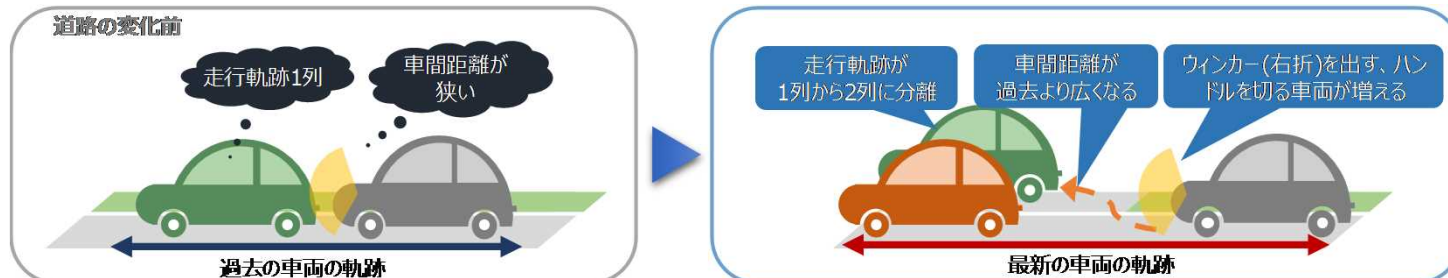 道路の変化前
走行軌跡1列
車間距離が
狭い
過去の車両の軌跡
走行軌跡が
1列から2列に分離
車間距離が
過去より広くなる
ウィンカー(右折)を出す、ハン
ドルを切る車両が増える
最新の車両の軌跡